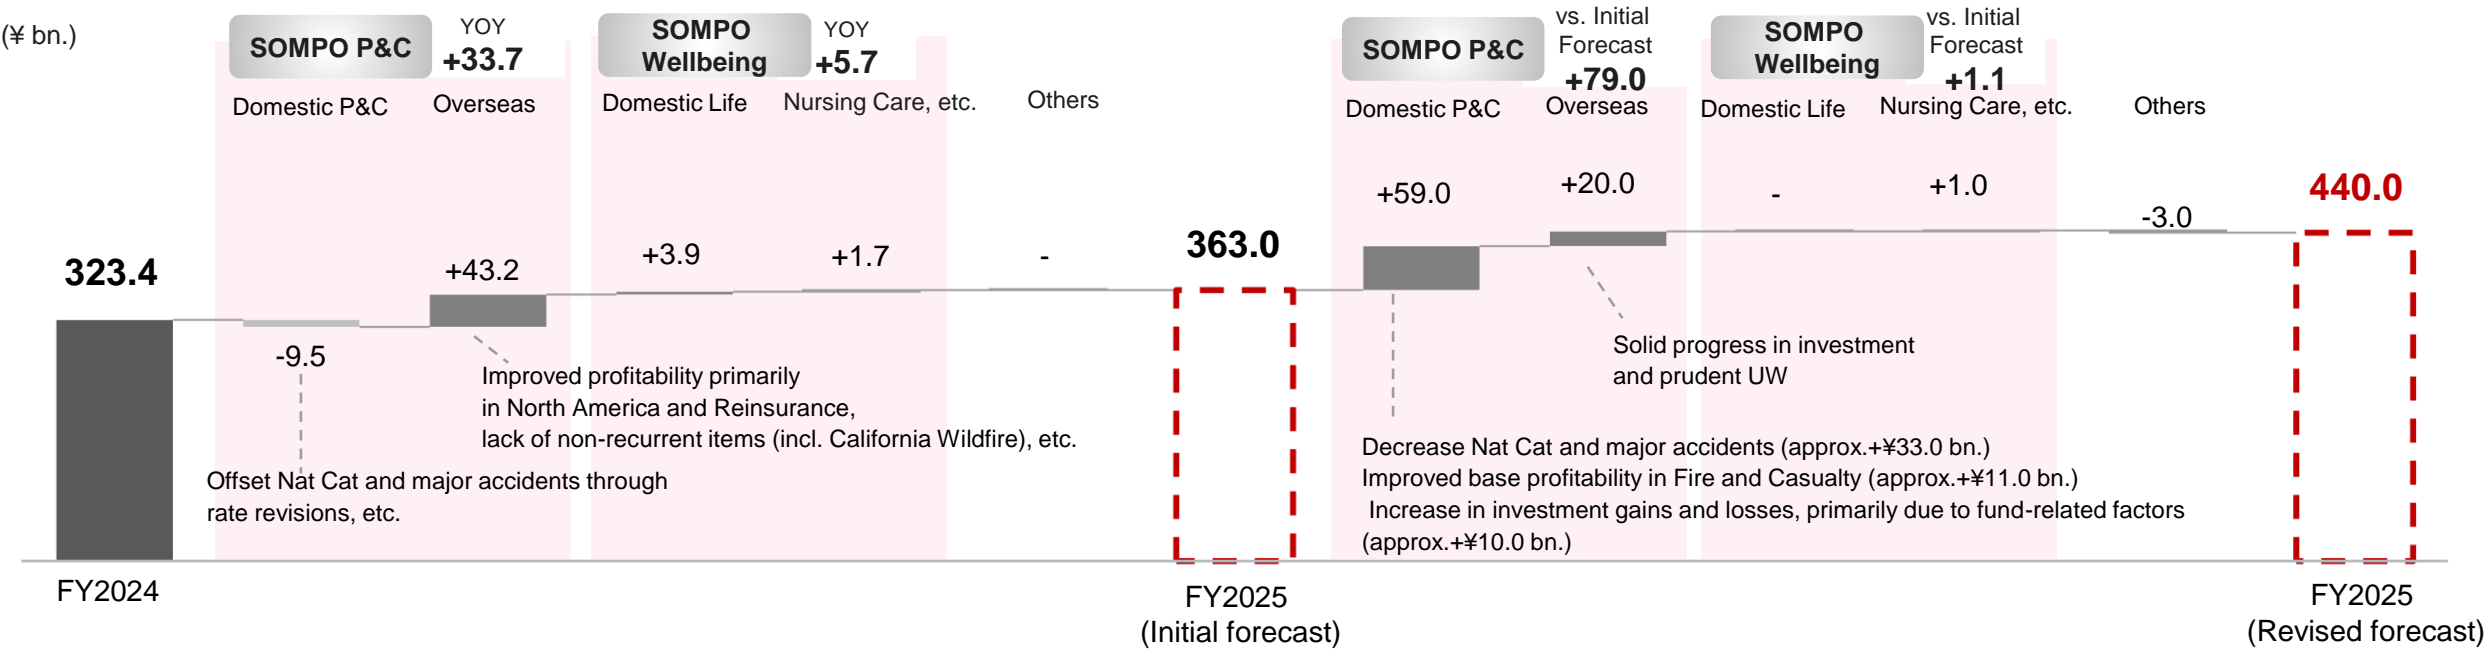 (¥ bn.)
SOMPO P&C
YOY
+33.7
SOMPO
Wellbeing
YOY
+5.7
Domestic P&C
Overseas
Domestic Life
Nursing Care, etc.
Others
323.4
-9.5
+43.2
+3.9
+1.7
-
363.0
Improved profitability primarily
in North America and Reinsurance,
lack of non-recurrent items (incl. California Wildfire), etc.
Offset Nat Cat and major accidents through
rate revisions, etc.
SOMPO P&C
vs. Initial
Forecast
+79.0
SOMPO
Wellbeing
vs. Initial
Forecast
+1.1
Domestic P&C
Overseas
Domestic Life
Nursing Care, etc.
Others
+59.0
+20.0
-
+1.0
-3.0
440.0
Solid progress in investment
and prudent UW
Decrease Nat Cat and major accidents (approx.+¥33.0 bn.)
Improved base profitability in Fire and Casualty (approx.+¥11.0 bn.)
Increase in investment gains and losses, primarily due to fund-related factors
(approx.+¥10.0 bn.)
FY2024
FY2025
(Initial forecast)
FY2025
(Revised forecast)